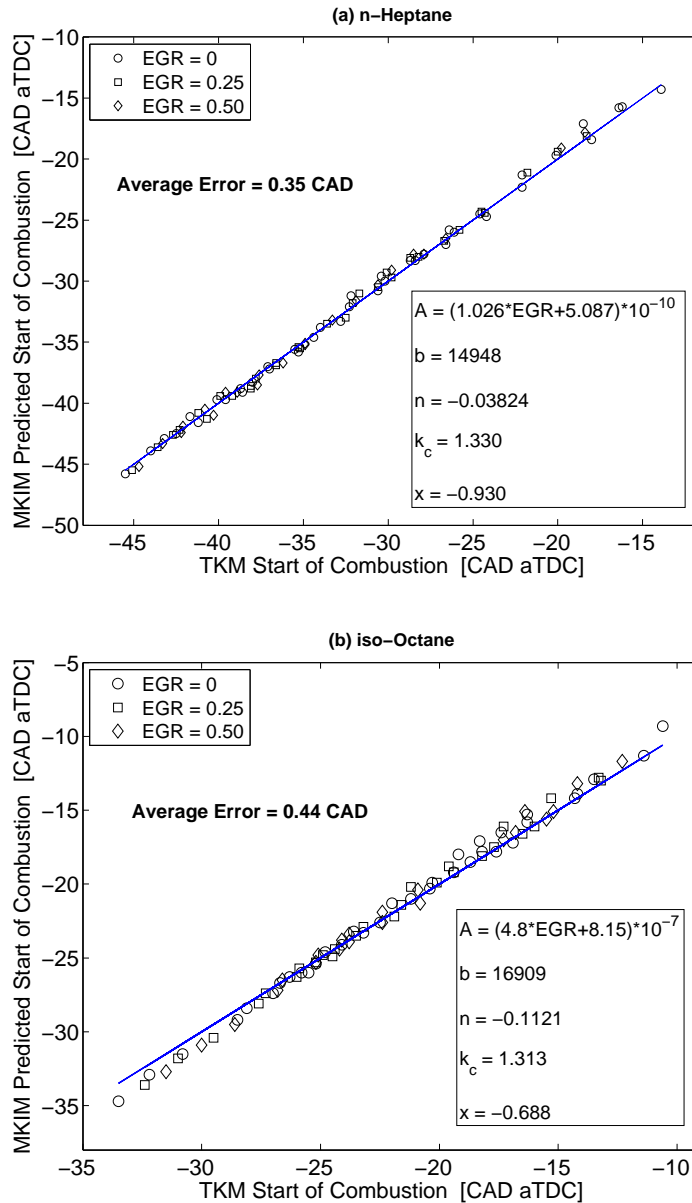 (a) n−Heptane
−10
−15
−20
−25
−30
−35
−40
−45
−50
MKIM Predicted Start of Combustion [CAD aTDC]
EGR = 0
EGR = 0.25
EGR = 0.50
Average Error = 0.35 CAD
A = (1.026*EGR+5.087)*10^−10
b = 14948
n = −0.03824
k_c = 1.330
x = −0.930
−45 −40 −35 −30 −25 −20 −15
TKM Start of Combustion [CAD aTDC]
(b) iso−Octane
−5
−10
−15
−20
−25
−30
−35
MKIM Predicted Start of Combustion [CAD aTDC]
EGR = 0
EGR = 0.25
EGR = 0.50
Average Error = 0.44 CAD
A = (4.8*EGR+8.15)*10^−7
b = 16909
n = −0.1121
k_c = 1.313
x = −0.688
−35 −30 −25 −20 −15 −10
TKM Start of Combustion [CAD aTDC]